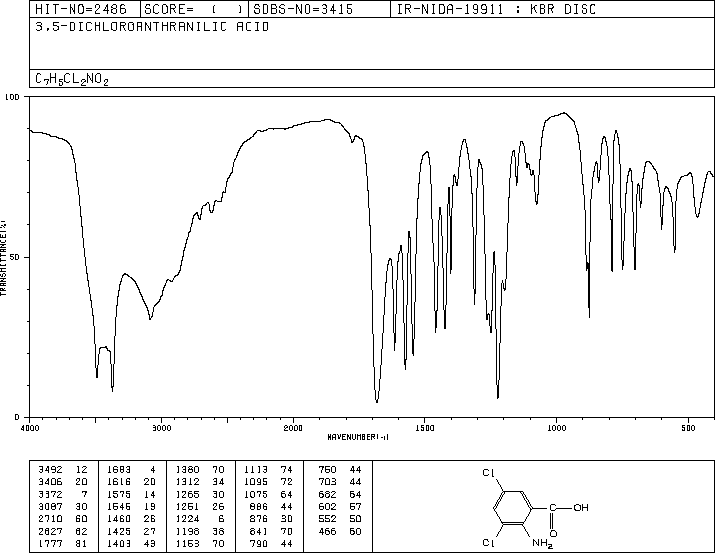 HIT-NO=2486 SCORE= ( ) SDBS-NO=3415 IR-NIDA-19911 : KBR DISC
3,5-DICHLOROANTHRANILIC ACID
C7H5CL2NO2
100
50
0
TRANSMITTANCE(%)
4000 3000 2000 1500 1000 500
WAVENUMBER(-1)
3492 12 1683 4 1380 70 1113 74 760 44
3406 20 1616 20 1312 34 1095 72 703 44
3372 7 1575 14 1265 30 1075 64 682 64
3087 30 1546 19 1251 26 886 44 602 57
2710 60 1460 26 1224 6 876 30 552 50
2627 62 1425 27 1198 38 841 70 466 60
1777 81 1403 43 1153 70 790 44
Cl
OH
O
Cl NH2